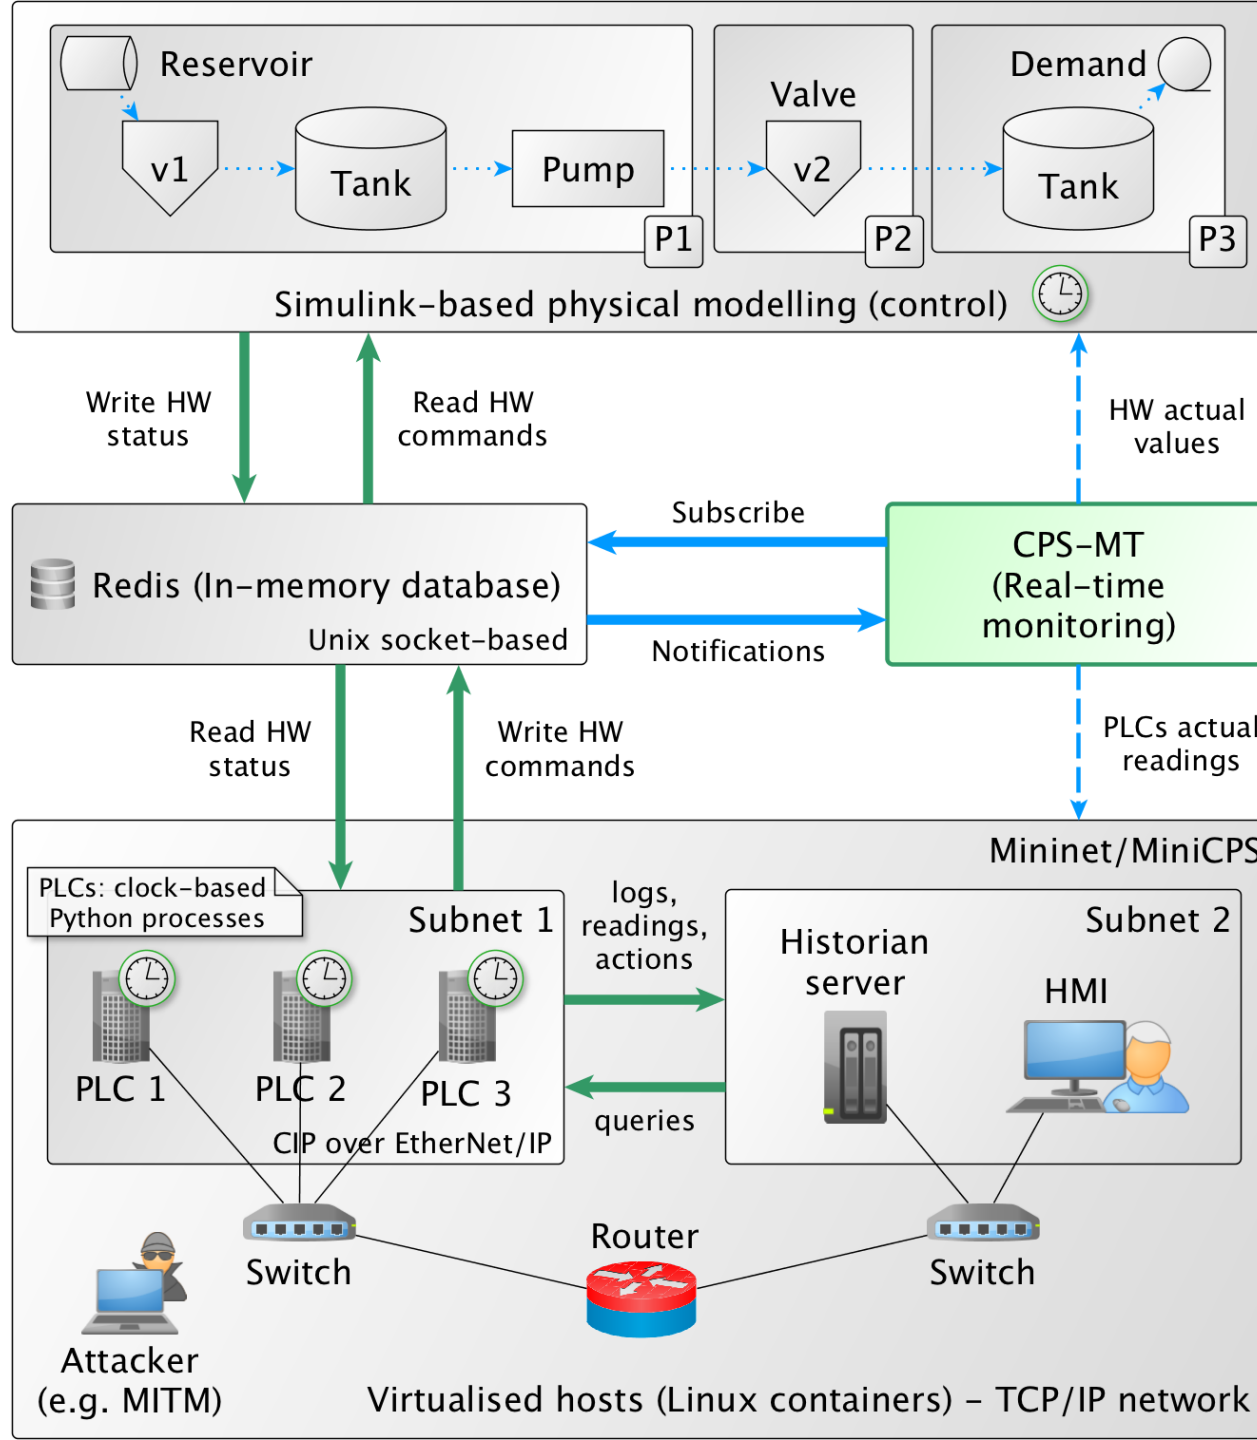 Reservoir
Demand
Valve
v1
Tank
Pump
v2
Tank
P1
P2
P3
Simulink-based physical modelling (control)
Write HW
status
Read HW
commands
HW actual
values
Subscribe
Redis (In-memory database)
Unix socket-based
Notifications
CPS-MT
(Real-time
monitoring)
Read HW
status
Write HW
commands
PLCs actual
readings
Mininet/MiniCPS
PLCs: clock-based
Python processes
Subnet 1
logs,
readings,
actions
Subnet 2
Historian
server
HMI
PLC 1
PLC 2
PLC 3
queries
CIP over EtherNet/IP
Switch
Router
Switch
Attacker
(e.g. MITM)
Virtualised hosts (Linux containers) – TCP/IP network